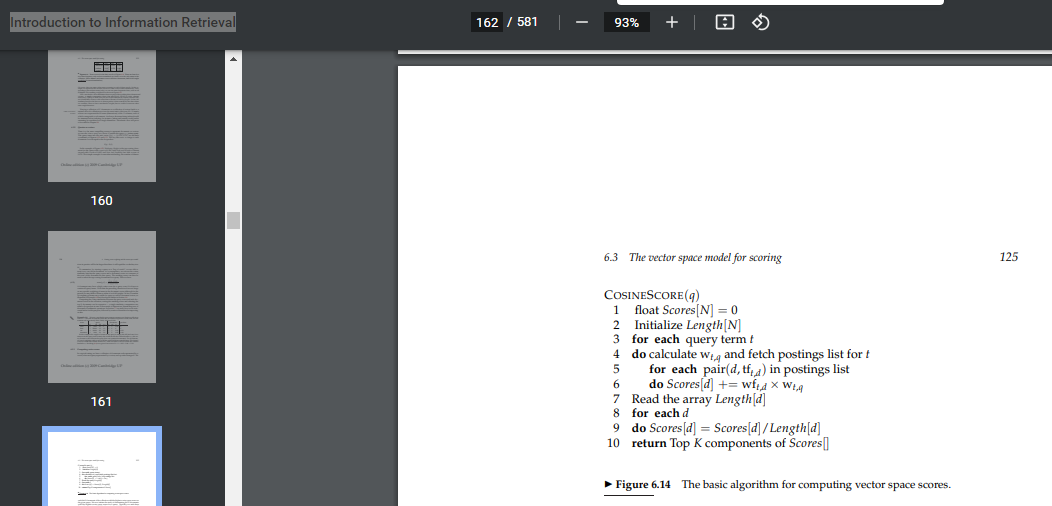 Introduction to Information Retrieval
162 / 581
93%
160
161
6.3 The vector space model for scoring 125
COSINESCORE(q)
1 float Scores[N] = 0
2 Initialize Length[N]
3 for each query term t
4 do calculate w_{t,q} and fetch postings list for t
5 for each pair(d, tf_{t,d}) in postings list
6 do Scores[d] += wf_{t,d} × w_{t,q}
7 Read the array Length[d]
8 for each d
9 do Scores[d] = Scores[d]/Length[d]
10 return Top K components of Scores[]
► Figure 6.14 The basic algorithm for computing vector space scores.